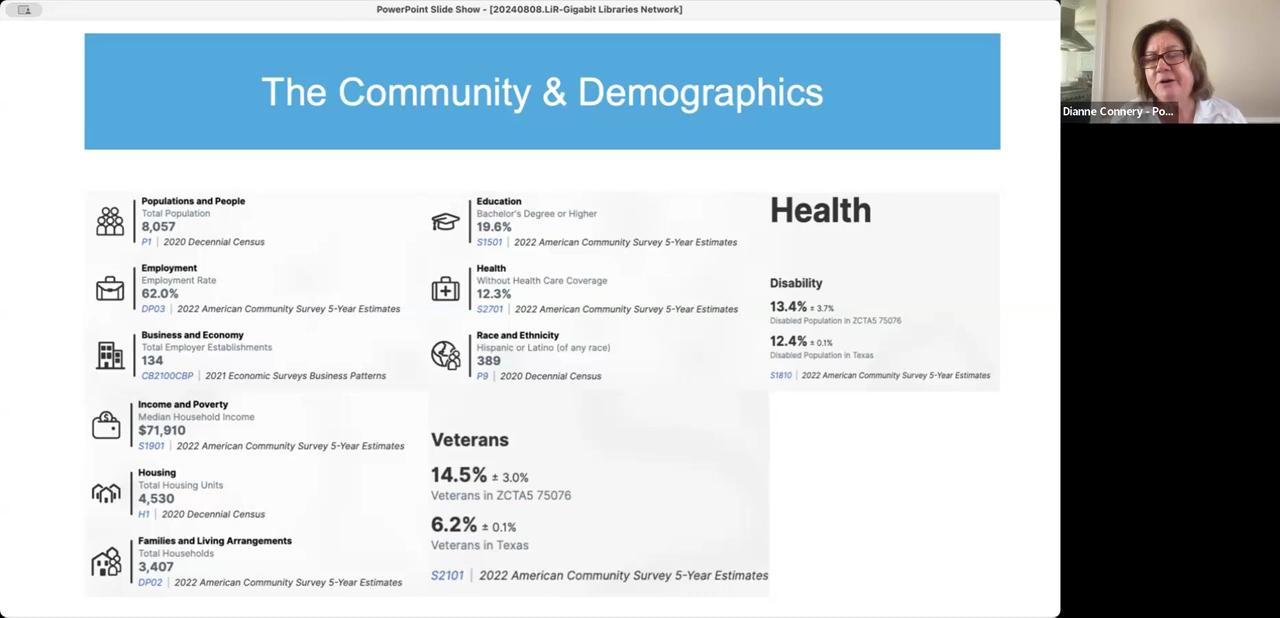 PowerPoint Slide Show - [20240808.LiR-Gigabit Libraries Network]
The Community & Demographics
Populations and People
Total Population
8,057
P1 | 2020 Decennial Census
Employment
Employment Rate
62.0%
DP03 | 2022 American Community Survey 5-Year Estimates
Business and Economy
Total Employer Establishments
134
CB2100CBP | 2021 Economic Surveys Business Patterns
Income and Poverty
Median Household Income
$71,910
S1901 | 2022 American Community Survey 5-Year Estimates
Housing
Total Housing Units
4,530
H1 | 2020 Decennial Census
Families and Living Arrangements
Total Households
3,407
DP02 | 2022 American Community Survey 5-Year Estimates
Education
Bachelor's Degree or Higher
19.6%
S1501 | 2022 American Community Survey 5-Year Estimates
Health
Without Health Care Coverage
12.3%
S2701 | 2022 American Community Survey 5-Year Estimates
Race and Ethnicity
Hispanic or Latino (of any race)
389
P9 | 2020 Decennial Census
Veterans
14.5% ± 3.0%
Veterans in ZCTA5 75076
6.2% ± 0.1%
Veterans in Texas
S2101 | 2022 American Community Survey 5-Year Estimates
Health
Disability
13.4% ± 3.7%
Disabled Population in ZCTA5 75076
12.4% ± 0.1%
Disabled Population in Texas
S1810 | 2022 American Community Survey 5-Year Estimates
Dianne Connery - Po...